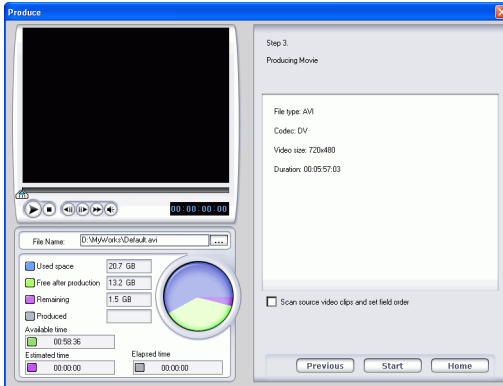 Produce
Step 3.
Producing Movie
File type: AVI
Codec: DV
Video size: 720x480
Duration: 00:05:57:03
00:00:00:00
File Name: D:\MyWorks\Default.avi ...
Used space 20.7 GB
Free after production 13.2 GB
Remaining 1.5 GB
Produced
Available time
00:58:36
Estimated time Elapsed time
00:00:00 00:00:00
Scan source video clips and set field order
Previous Start Home